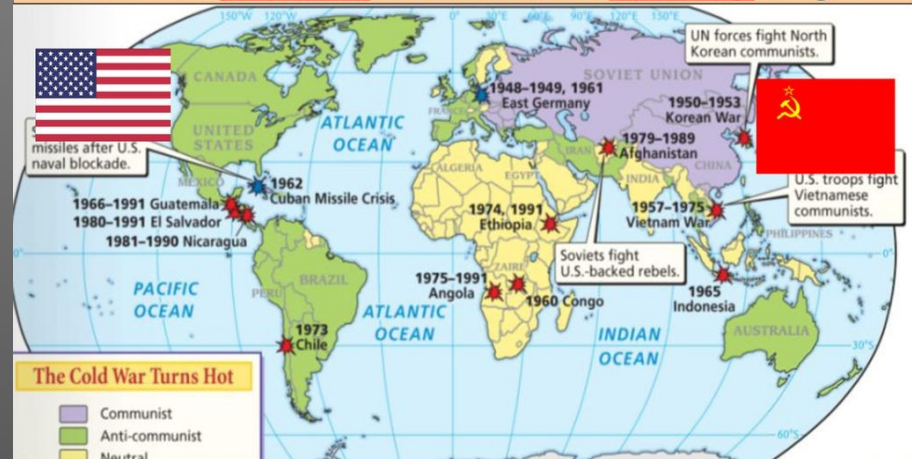 150°W 120°W 0° 30°E 60°E 90°E 120°E 150°E
UN forces fight North
Korean communists.
CANADA
SOVIET UNION
1948–1949, 1961
East Germany
FRANCE
1950–1953
Korean War
ATLANTIC
OCEAN
UNITED
STATES
1979–1989
Afghanistan
IRAN
CHINA
missiles after U.S.
naval blockade.
ALGERIA
EGYPT
INDIA
U.S. troops fight
Vietnamese
communists.
MEXICO
1962
Cuban Missile Crisis
1966–1991 Guatemala
1980–1991 El Salvador
1981–1990 Nicaragua
1974, 1991
Ethiopia
1957–1975
Vietnam War
PHILIPPINES
0°
0°
Soviets fight
U.S.-backed rebels.
ZAIRE
1975–1991
Angola
1960 Congo
1965
Indonesia
BRAZIL
PERU
PACIFIC
OCEAN
ATLANTIC
OCEAN
INDIAN
OCEAN
AUSTRALIA
1973
Chile
30°S
The Cold War Turns Hot
Communist
Anti-communist
Neutral
60°S